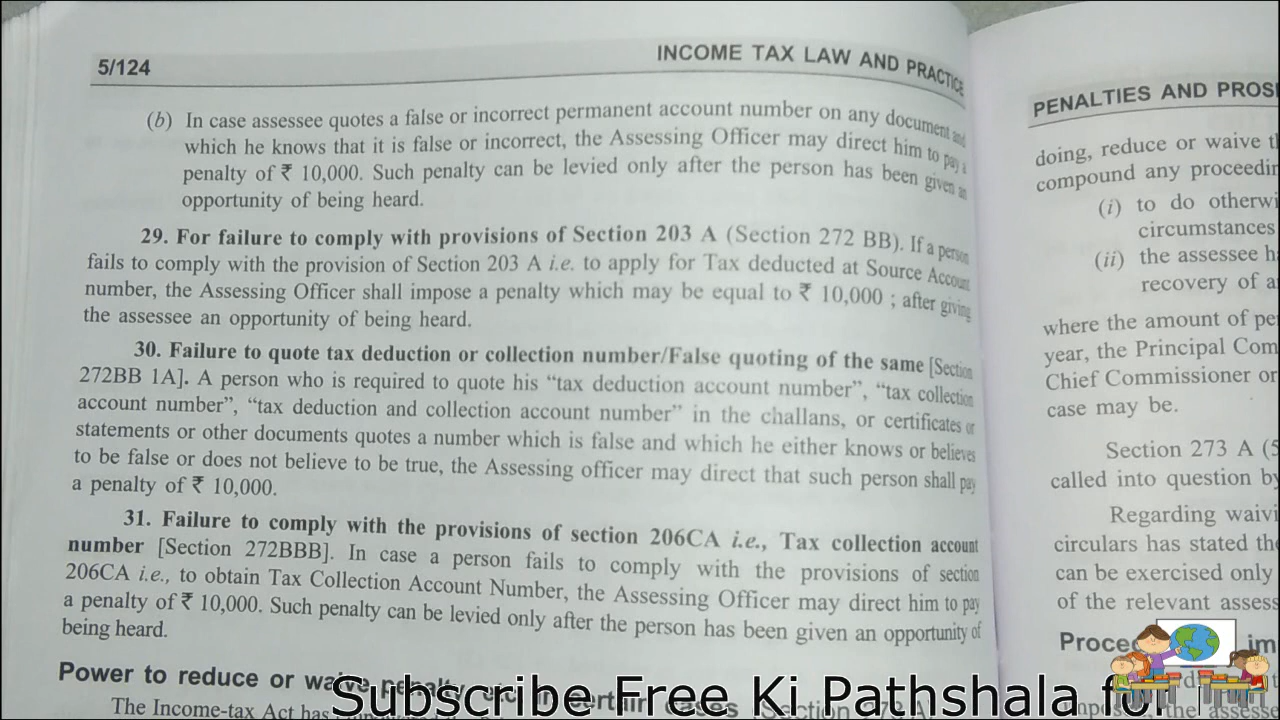 5/124
INCOME TAX LAW AND PRACTICE
(b) In case assessee quotes a false or incorrect permanent account number on any document and
which he knows that it is false or incorrect, the Assessing Officer may direct him to pay a
penalty of ₹ 10,000. Such penalty can be levied only after the person has been given an
opportunity of being heard.
29. For failure to comply with provisions of Section 203 A (Section 272 BB). If a person
fails to comply with the provision of Section 203 A i.e. to apply for Tax deducted at Source Account
number, the Assessing Officer shall impose a penalty which may be equal to ₹ 10,000 ; after giving
the assessee an opportunity of being heard.
30. Failure to quote tax deduction or collection number/False quoting of the same [Section
272BB 1A]. A person who is required to quote his “tax deduction account number”, “tax collection
account number”, “tax deduction and collection account number” in the challans, or certificates or
statements or other documents quotes a number which is false and which he either knows or believes
to be false or does not believe to be true, the Assessing officer may direct that such person shall pay
a penalty of ₹ 10,000.
31. Failure to comply with the provisions of section 206CA i.e., Tax collection account
number [Section 272BBB]. In case a person fails to comply with the provisions of section
206CA i.e., to obtain Tax Collection Account Number, the Assessing Officer may direct him to pay
a penalty of ₹ 10,000. Such penalty can be levied only after the person has been given an opportunity of
being heard.
Power to reduce or waive penalty certain cases
The Income-tax Act has
PENALTIES AND PROS
doing, reduce or waive
compound any
(i) to do
circumstances
(ii) the assessee
recovery of
where the amount of
year, the Principal
Chief Commissioner or
case may be.
Section 273 A
called into question by
Regarding
circulars has stated
can be exercised only
of the relevant
Subscribe Free Ki Pathshala for